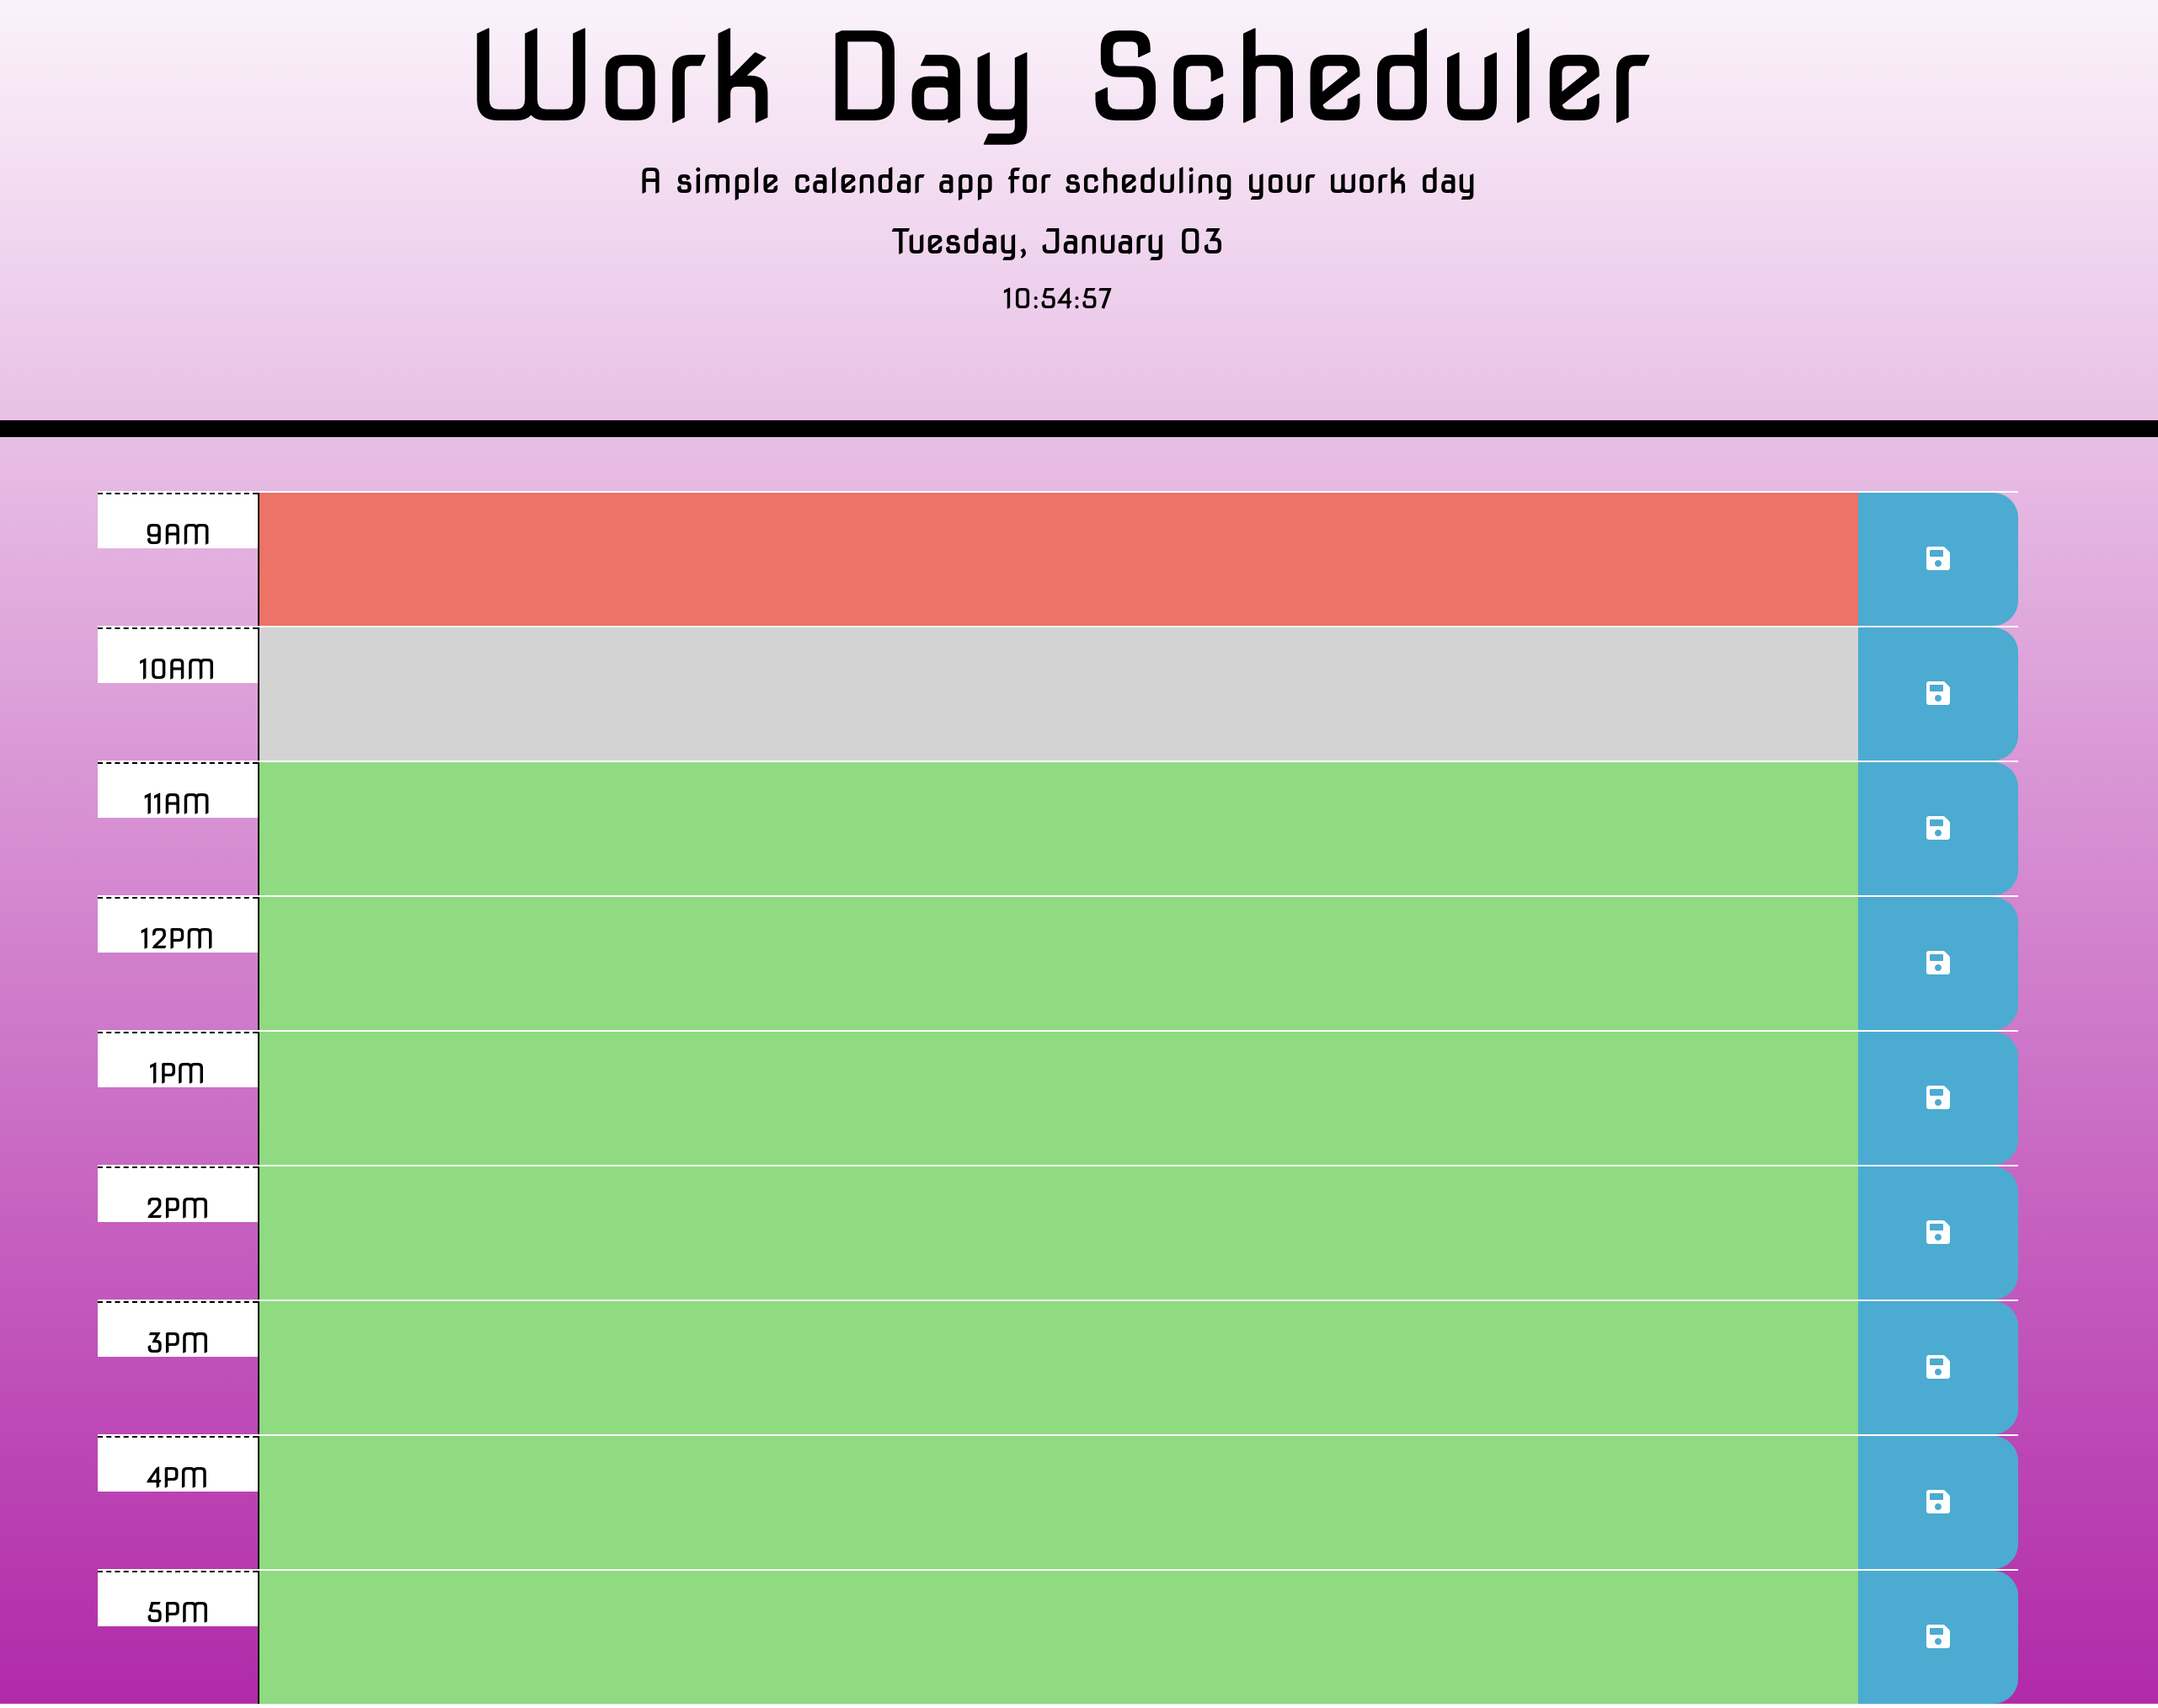 Work Day Scheduler
A simple calendar app for scheduling your work day
Tuesday, January 03
10:54:57
9AM
10AM
11AM
12PM
1PM
2PM
3PM
4PM
5PM